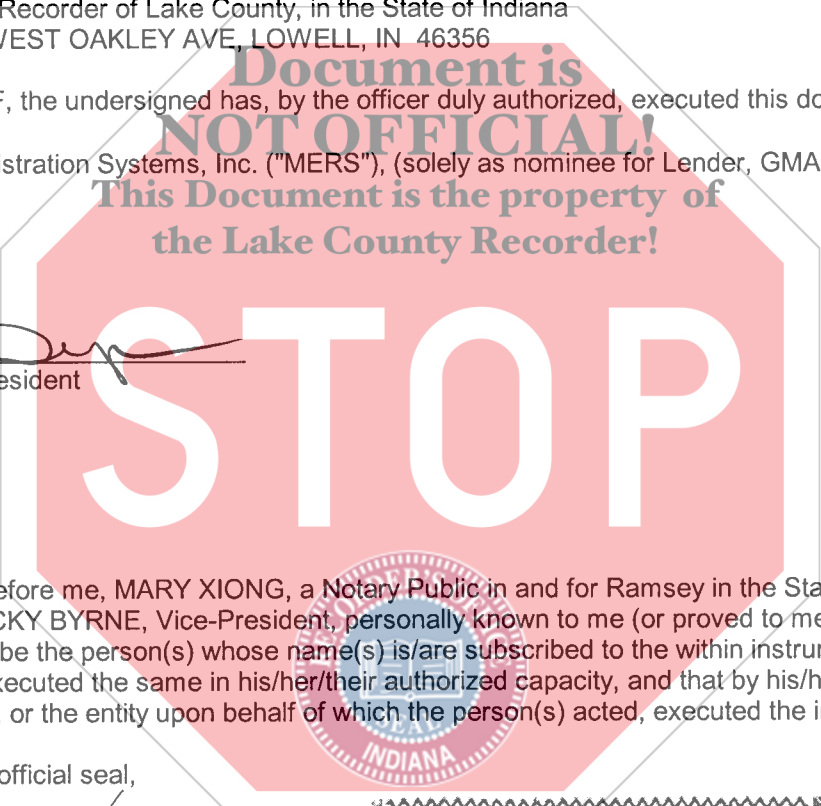 Recorder of Lake County, in the State of Indiana
WEST OAKLEY AVE, LOWELL, IN 46356
Document is
F, the undersigned has, by the officer duly authorized, executed this do
NOT OFFICIAL!
istration Systems, Inc. ("MERS"), (solely as nominee for Lender, GMA
This Document is the property of
the Lake County Recorder!
esident
STOP
efore me, MARY XIONG, a Notary Public in and for Ramsey in the Sta
CKY BYRNE, Vice-President, personally known to me (or proved to me
be the person(s) whose name(s) is/are subscribed to the within instru
xecuted the same in his/her/their authorized capacity, and that by his/h
or the entity upon behalf of which the person(s) acted, executed the i
RECORDER'S OFFICE
SEAL
INDIANA
official seal,